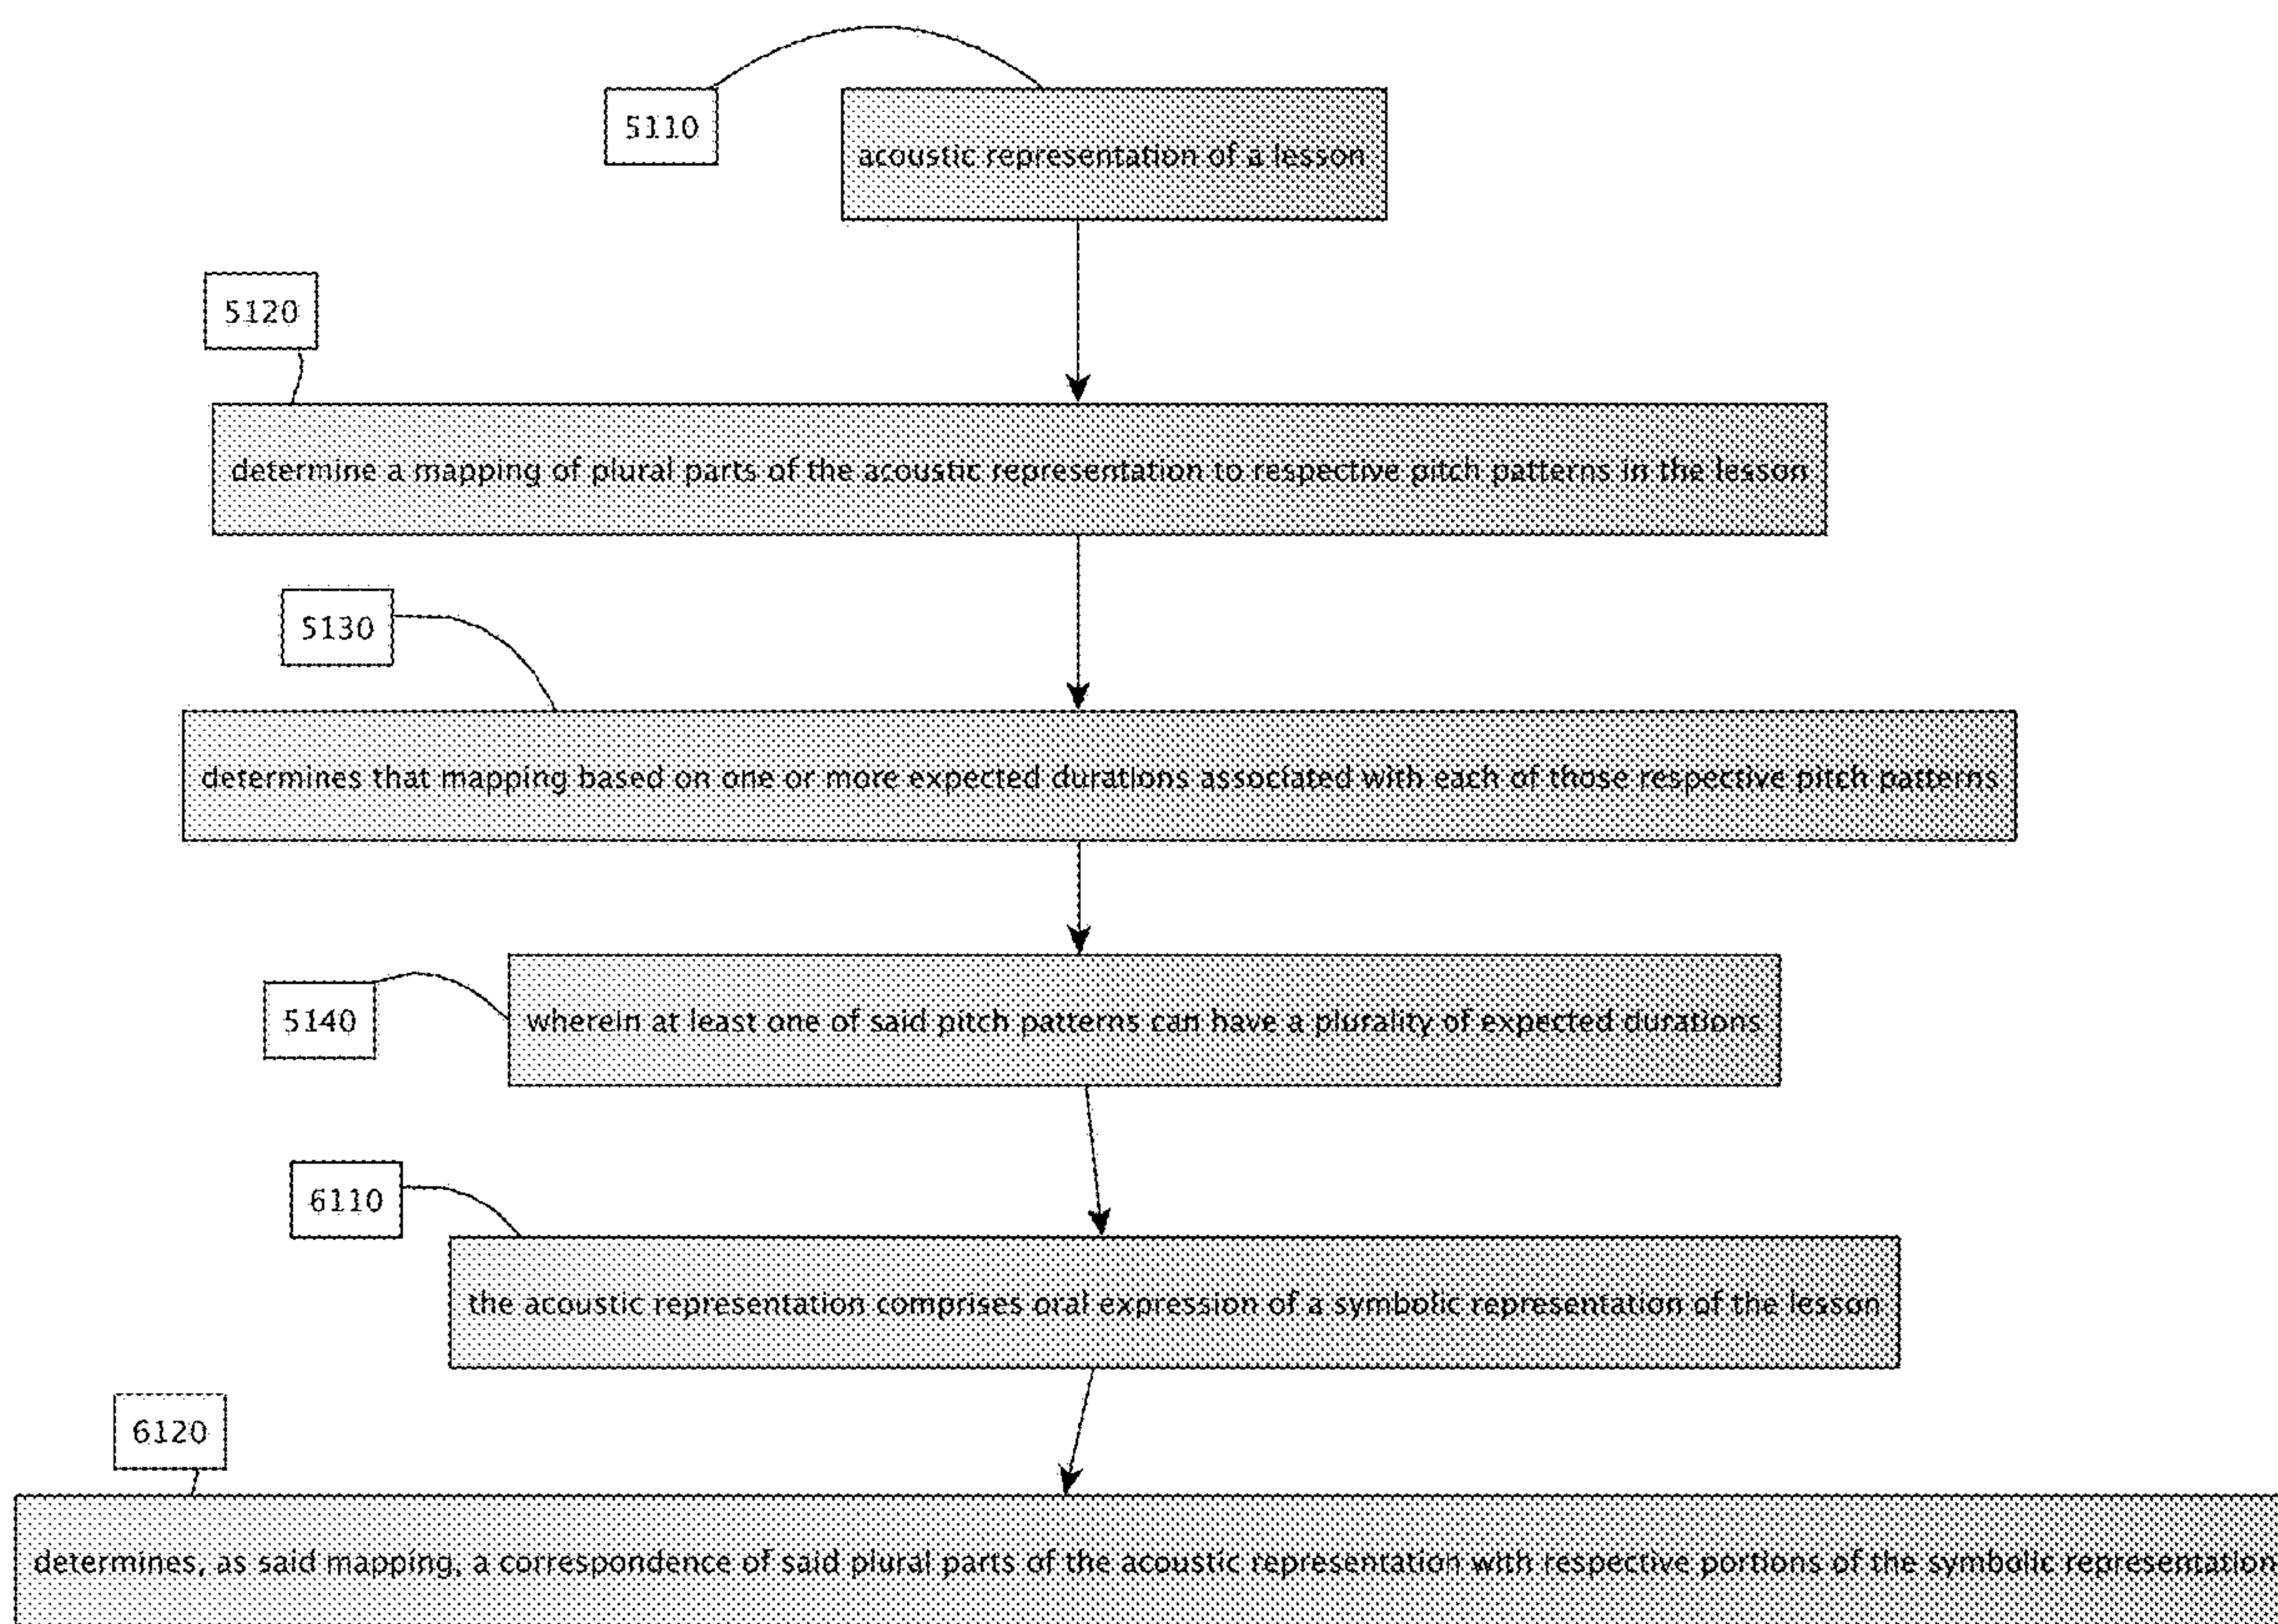 5110
acoustic representation of a lesson
5120
determine a mapping of plural parts of the acoustic representation to respective pitch patterns in the lesson
5130
determines that mapping based on one or more expected durations associated with each of those respective pitch patterns
5140
wherein at least one of said pitch patterns can have a plurality of expected durations
6110
the acoustic representation comprises oral expression of a symbolic representation of the lesson
6120
determines, as said mapping, a correspondence of said plural parts of the acoustic representation with respective portions of the symbolic representation